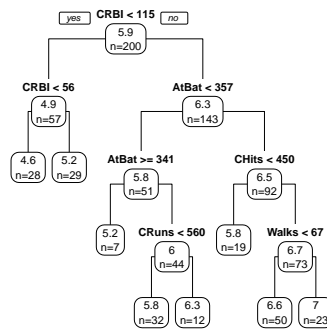 yes CRBI < 115 no
5.9
n=200
CRBI < 56 AtBat < 357
4.9 6.3
n=57 n=143
AtBat >= 341 CHits < 450
4.6 5.2 5.8 6.5
n=28 n=29 n=51 n=92
CRuns < 560 Walks < 67
5.2 6 5.8 6.7
n=7 n=44 n=19 n=73
5.8 6.3 6.6 7
n=32 n=12 n=50 n=23